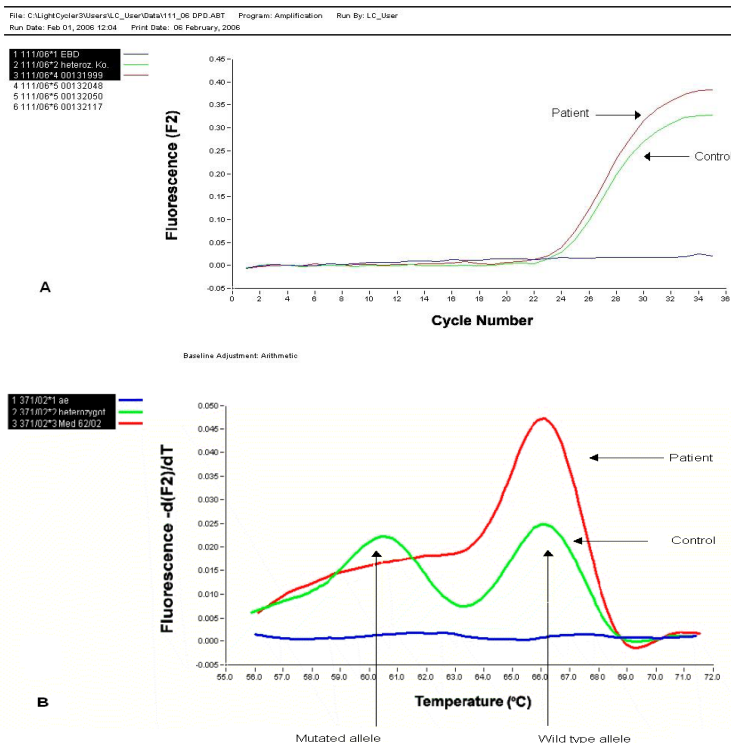 File: C:\LightCycler3\Users\LC_User\Data\111_06 DPD.ABT Program: Amplification Run By: LC_User
Run Date: Feb 01, 2006 12:04 Print Date: 06 February, 2006
1 111/06*1 EBD
2 111/06*2 heteroz. Ko.
3 111/06*4 00131999
4 111/06*5 00132048
5 111/06*5 00132050
6 111/06*6 00132117
Fluorescence (F2)
0.45
0.40
0.35
0.30
0.25
0.20
0.15
0.10
0.05
0.00
-0.05
Patient
Control
0 2 4 6 8 10 12 14 16 18 20 22 24 26 28 30 32 34 36
A
Cycle Number
Baseline Adjustment: Arithmetic
1 371/02*1 ae
2 371/02*2 heterozygot
3 371/02*3 Med 62/02
Fluorescence -d(F2)/dT
0.050
0.045
0.040
0.035
0.030
0.025
0.020
0.015
0.010
0.005
0.000
-0.005
Patient
Control
55.0 56.0 57.0 58.0 59.0 60.0 61.0 62.0 63.0 64.0 65.0 66.0 67.0 68.0 69.0 70.0 71.0 72.0
B
Temperature (ºC)
Mutated allele
Wild type allele